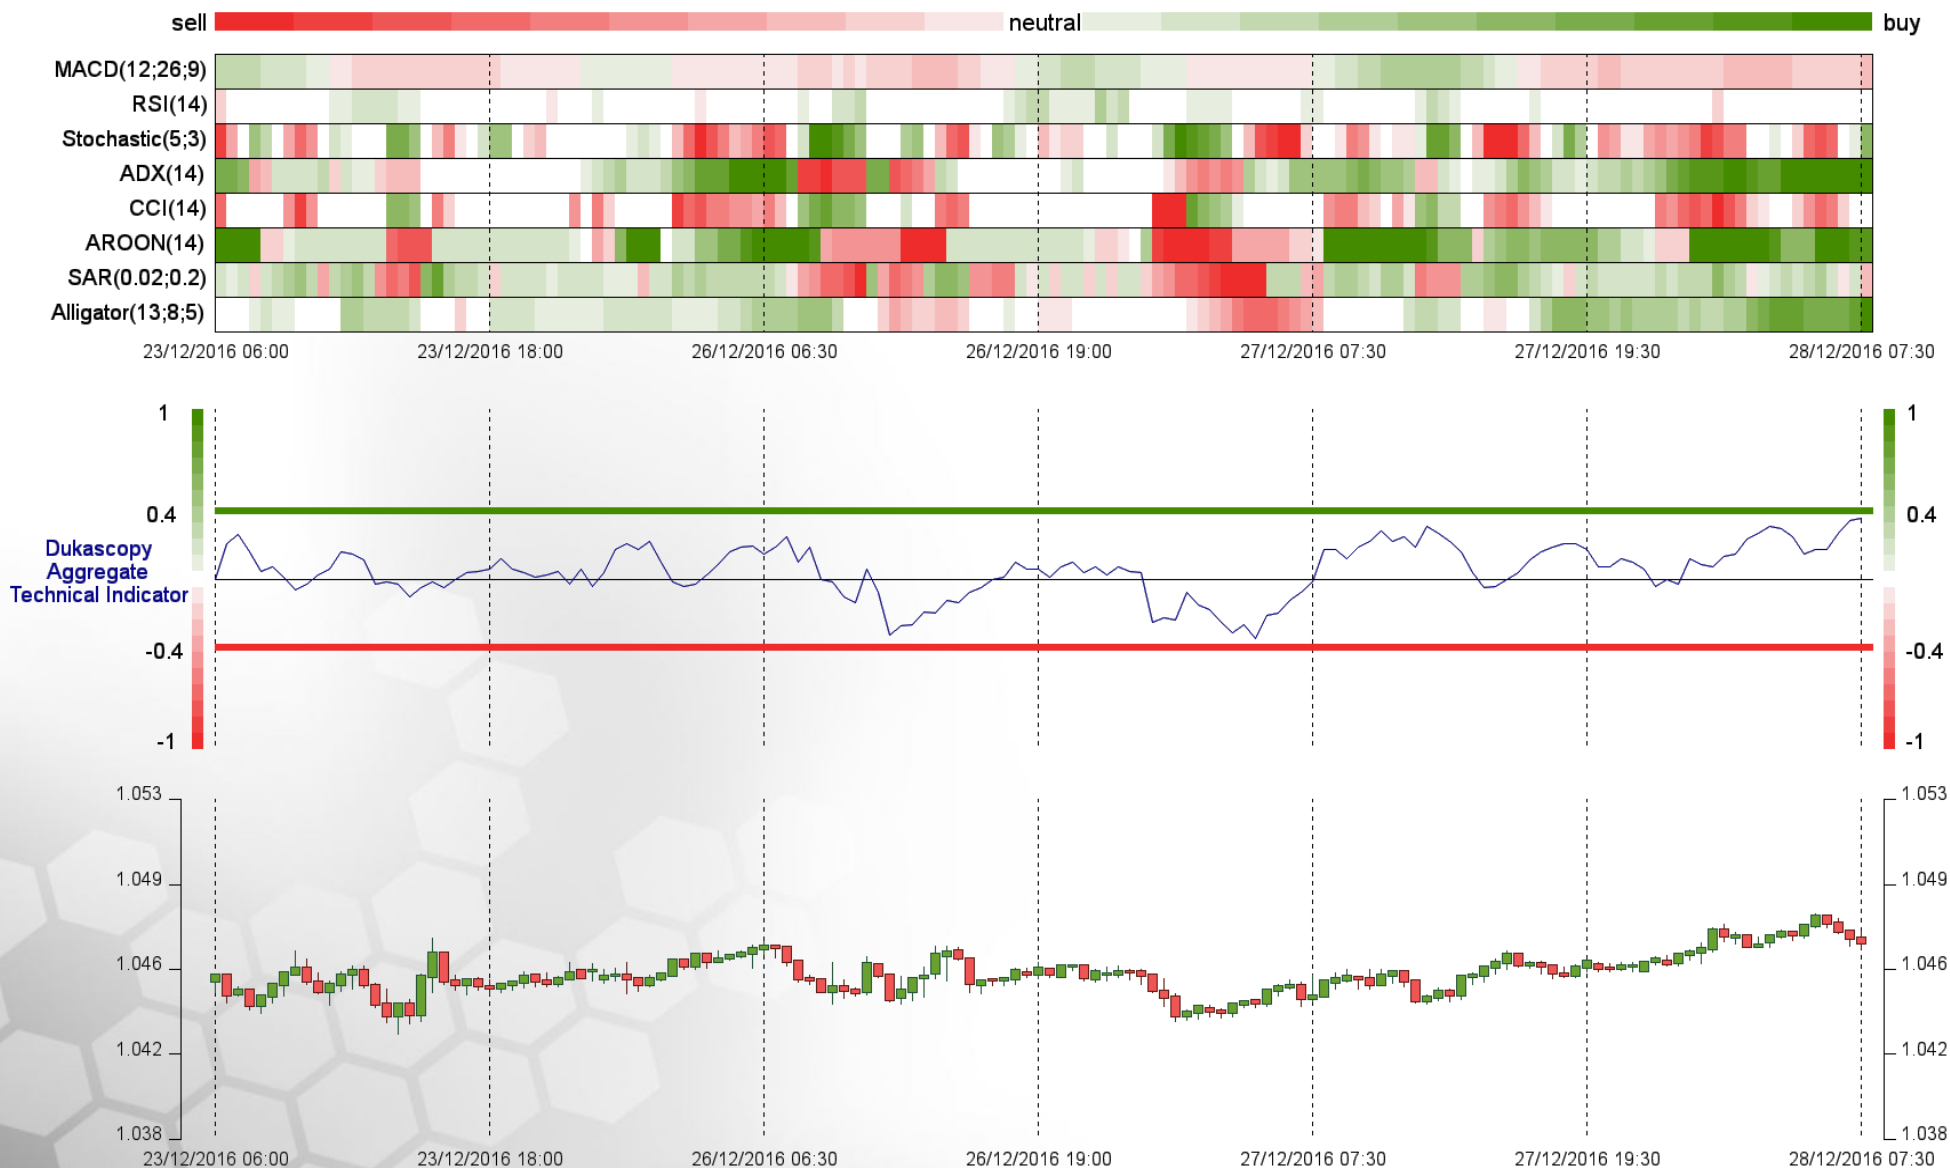 sell neutral buy
MACD(12;26;9)
RSI(14)
Stochastic(5;3)
ADX(14)
CCI(14)
AROON(14)
SAR(0.02;0.2)
Alligator(13;8;5)
23/12/2016 06:00 23/12/2016 18:00 26/12/2016 06:30 26/12/2016 19:00 27/12/2016 07:30 27/12/2016 19:30 28/12/2016 07:30
1 1
0.4 0.4
Dukascopy
Aggregate
Technical Indicator
-0.4 -0.4
-1 -1
1.053 1.053
1.049 1.049
1.046 1.046
1.042 1.042
1.038 1.038
23/12/2016 06:00 23/12/2016 18:00 26/12/2016 06:30 26/12/2016 19:00 27/12/2016 07:30 27/12/2016 19:30 28/12/2016 07:30